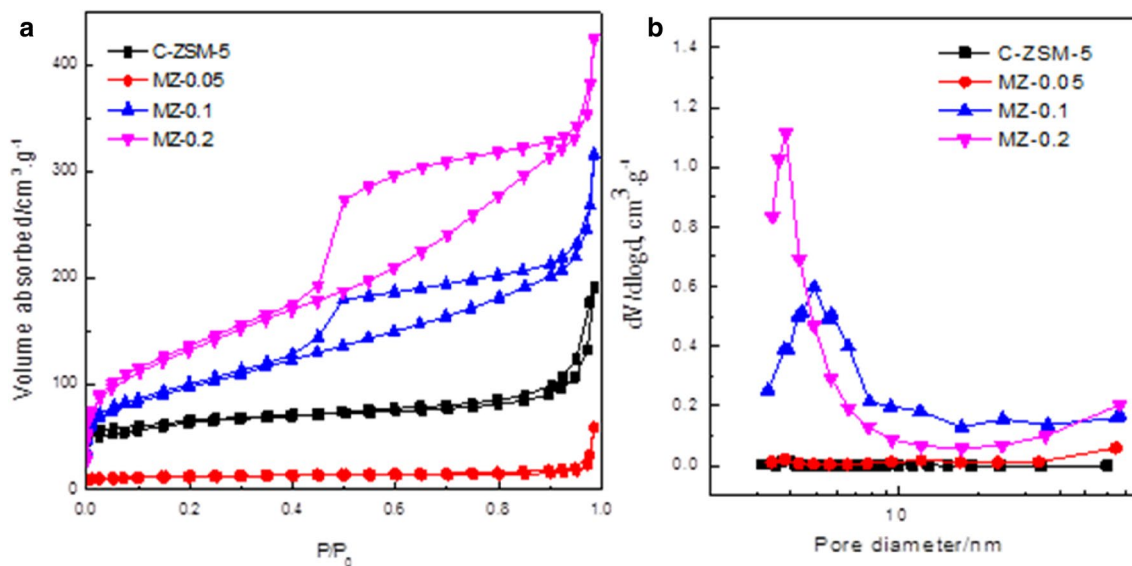 a
C-ZSM-5
MZ-0.05
MZ-0.1
MZ-0.2
Volume absorbed/cm³.g⁻¹
400
300
200
100
0
0.0 0.2 0.4 0.6 0.8 1.0
P/P₀
b
C-ZSM-5
MZ-0.05
MZ-0.1
MZ-0.2
dV/dlogd, cm³.g⁻¹
1.4
1.2
1.0
0.8
0.6
0.4
0.2
0.0
10
Pore diameter/nm